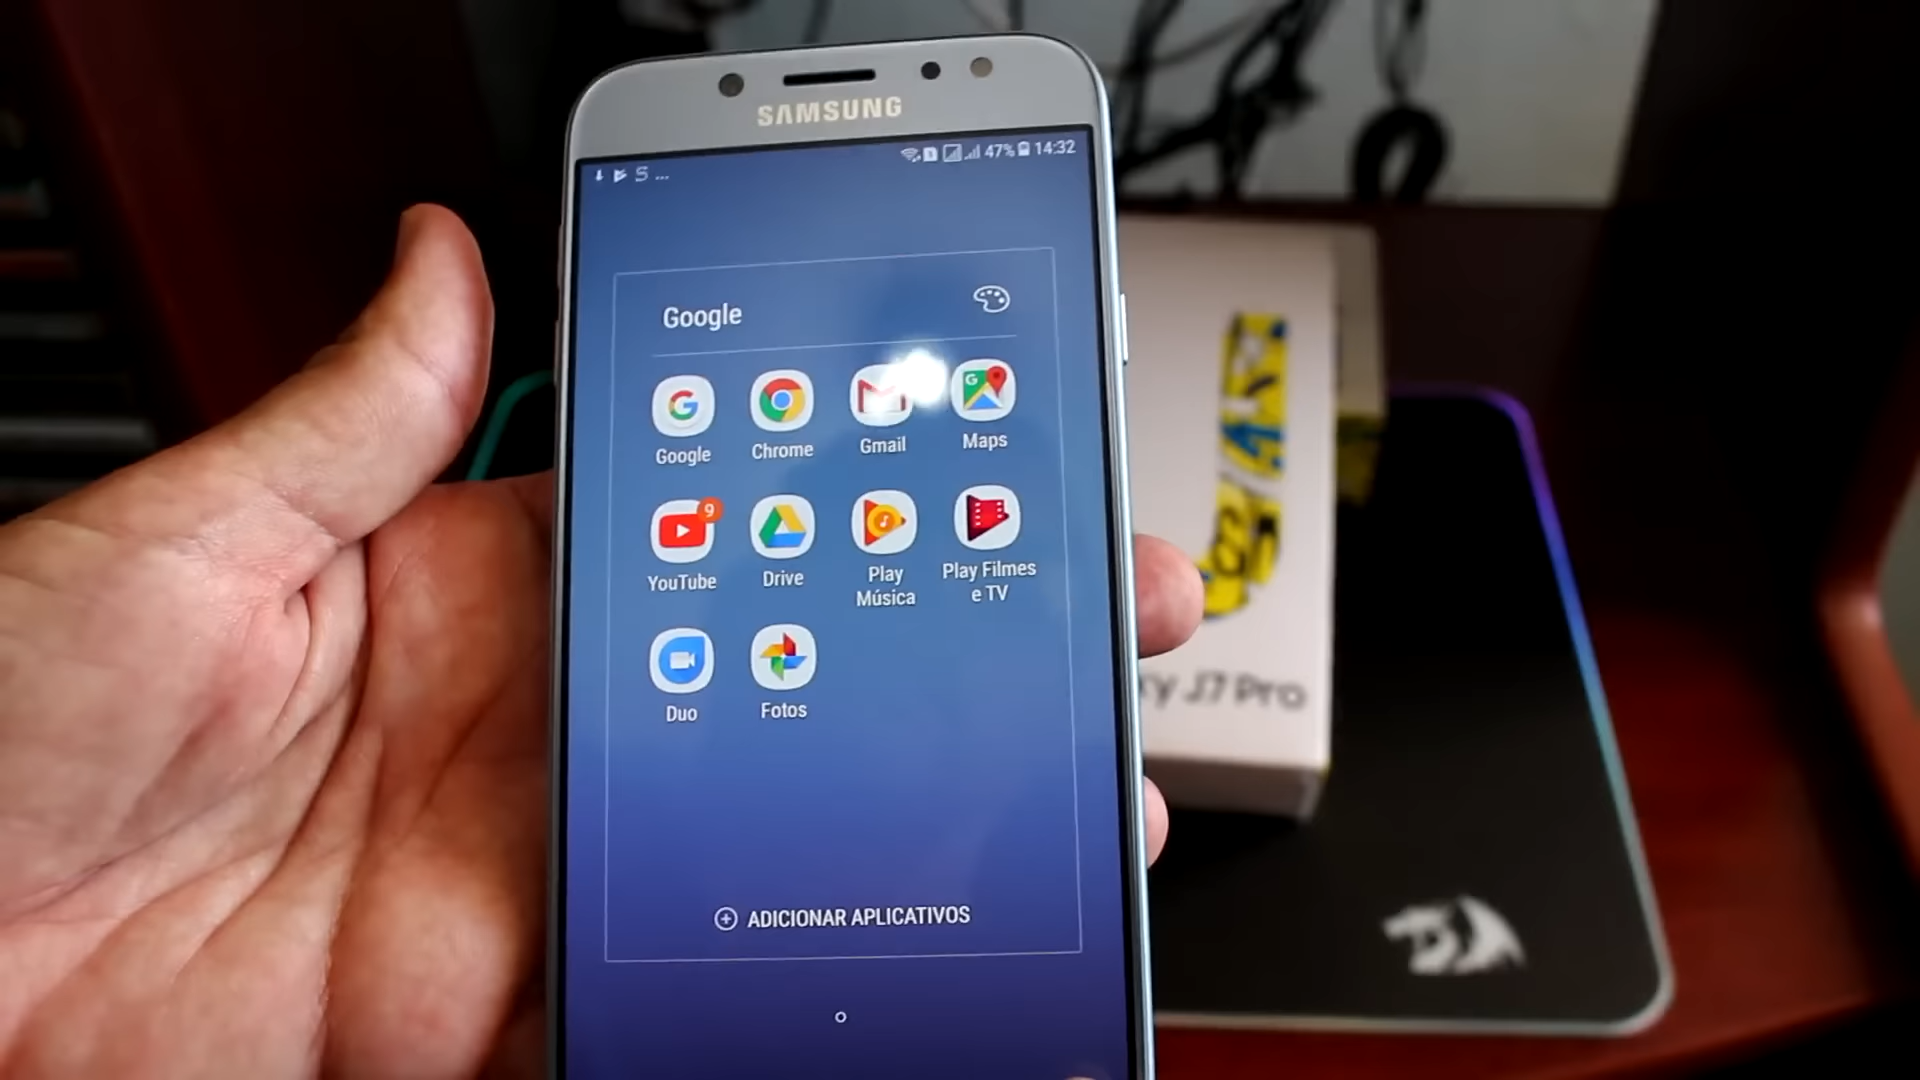 SAMSUNG
47% 14:32
Google
Google
Chrome
Gmail
Maps
YouTube
9
Drive
Play
Música
Play Filmes
e TV
Duo
Fotos
ADICIONAR APLICATIVOS
J7 Pro